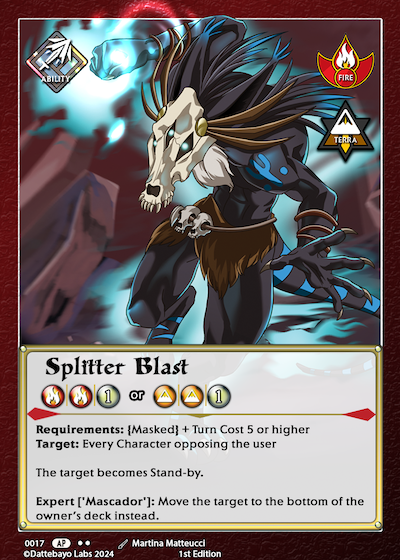 ABILITY
FIRE
TERRA
Splitter Blast
1 or 1
Requirements: {Masked} + Turn Cost 5 or higher
Target: Every Character opposing the user
The target becomes Stand-by.
Expert ['Mascador']: Move the target to the bottom of the
owner's deck instead.
0017 AP Martina Matteucci
©Dattebayo Labs 2024 1st Edition